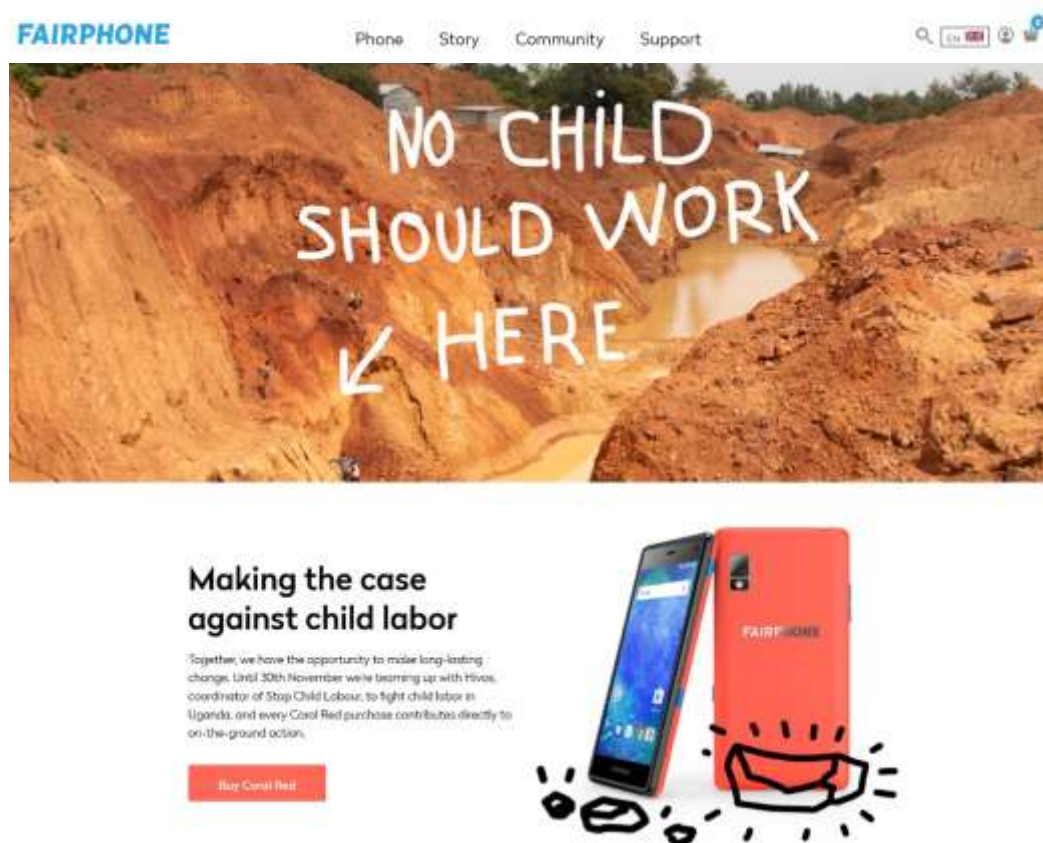 FAIRPHONE
Phone Story Community Support
EN
0
NO CHiLD
SHOULD WORK
HERE
Making the case
against child labor
Together, we have the opportunity to make long-lasting
change. Until 30th November we're teaming up with Hivos,
coordinator of Stop Child Labour, to fight child labor in
Uganda, and every Coral Red purchase contributes directly to
on-the-ground action.
FAIRPHONE
Buy Coral Red